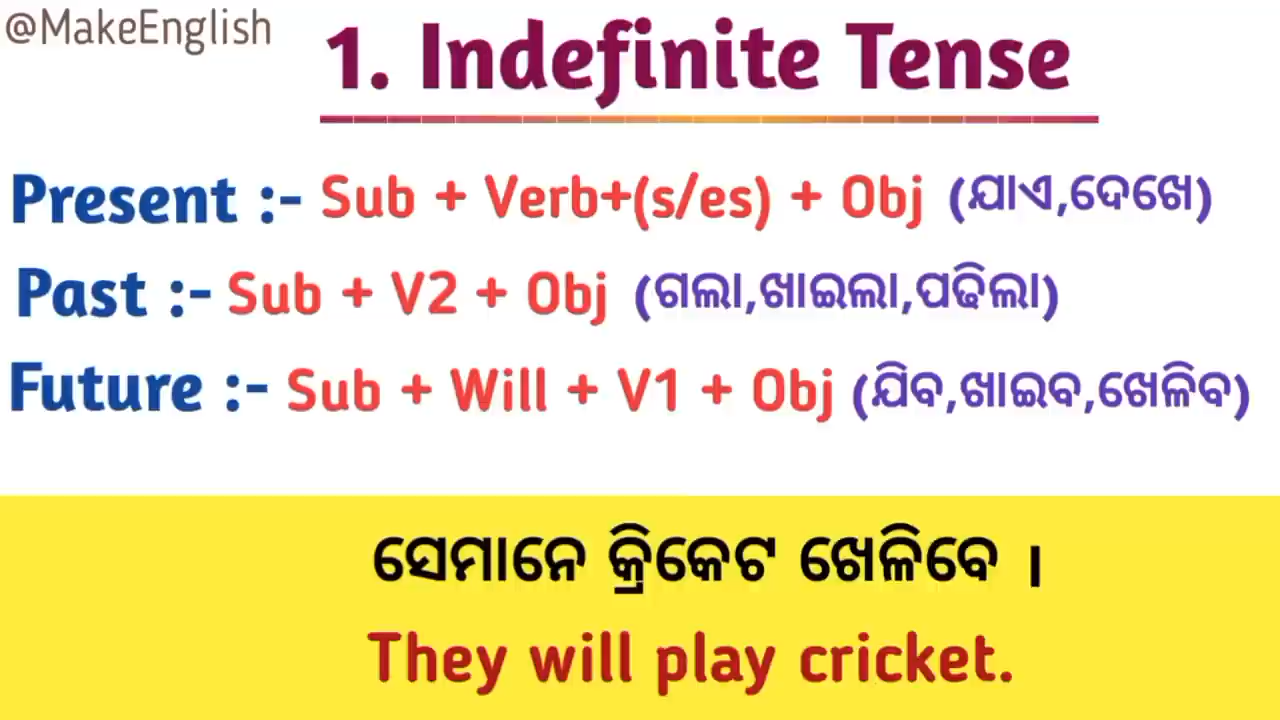 @MakeEnglish
1. Indefinite Tense
Present :- Sub + Verb+(s/es) + Obj (ଯାଏ,ଦେଖେ)
Past :- Sub + V2 + Obj (ଗଲା,ଖାଇଲା,ପଢିଲା)
Future :- Sub + Will + V1 + Obj (ଯିବ,ଖାଇବ,ଖେଳିବ)
ସେମାନେ କ୍ରିକେଟ ଖେଳିବେ ।
They will play cricket.